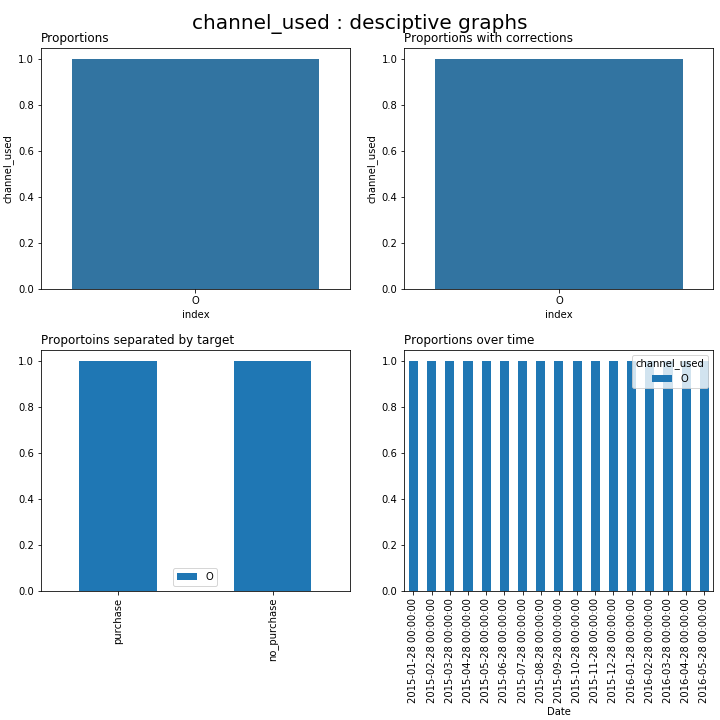 channel_used : desciptive graphs
Proportions
1.0
0.8
0.6
0.4
0.2
0.0
channel_used
O
index
Proportions with corrections
1.0
0.8
0.6
0.4
0.2
0.0
channel_used
O
index
Proportoins separated by target
1.0
0.8
0.6
0.4
0.2
0.0
O
purchase
no_purchase
Proportions over time
1.0
0.8
0.6
0.4
0.2
0.0
channel_used
O
2015-01-28 00:00:00
2015-02-28 00:00:00
2015-03-28 00:00:00
2015-04-28 00:00:00
2015-05-28 00:00:00
2015-06-28 00:00:00
2015-07-28 00:00:00
2015-08-28 00:00:00
2015-09-28 00:00:00
2015-10-28 00:00:00
2015-11-28 00:00:00
2015-12-28 00:00:00
2016-01-28 00:00:00
2016-02-28 00:00:00
2016-03-28 00:00:00
2016-04-28 00:00:00
2016-05-28 00:00:00
Date